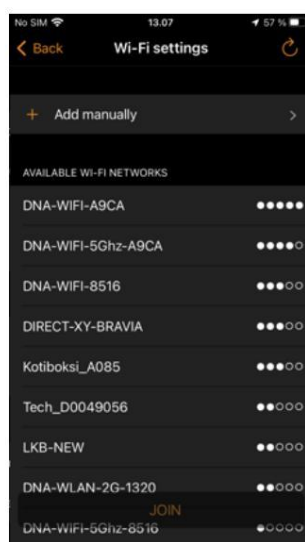 No SIM 13.07 57 %
Back Wi-Fi settings
+ Add manually
AVAILABLE WI-FI NETWORKS
DNA-WIFI-A9CA
DNA-WIFI-5Ghz-A9CA
DNA-WIFI-8516
DIRECT-XY-BRAVIA
Kotiboksi_A085
Tech_D0049056
LKB-NEW
DNA-WLAN-2G-1320
JOIN
DNA-WIFI-5Ghz-8516